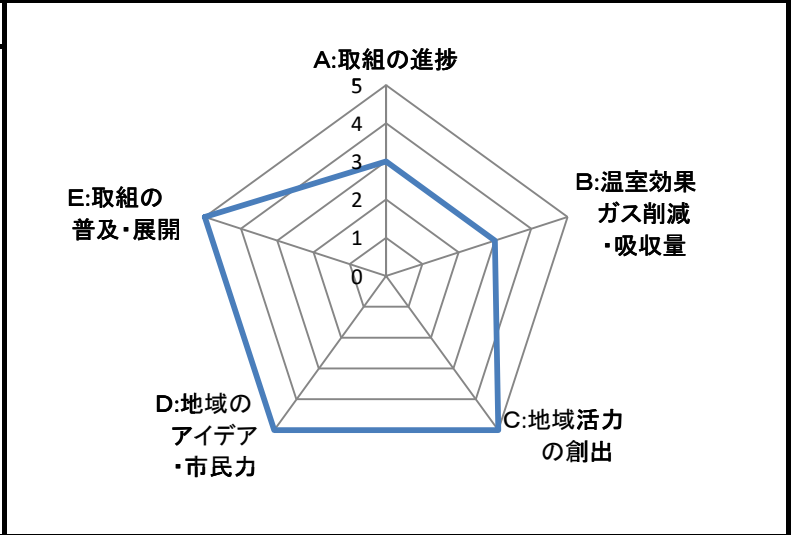 A:取組の進捗
5
4
3
2
1
0
B:温室効果
ガス削減
・吸収量
C:地域活力
の創出
D:地域の
アイデア
・市民力
E:取組の
普及・展開